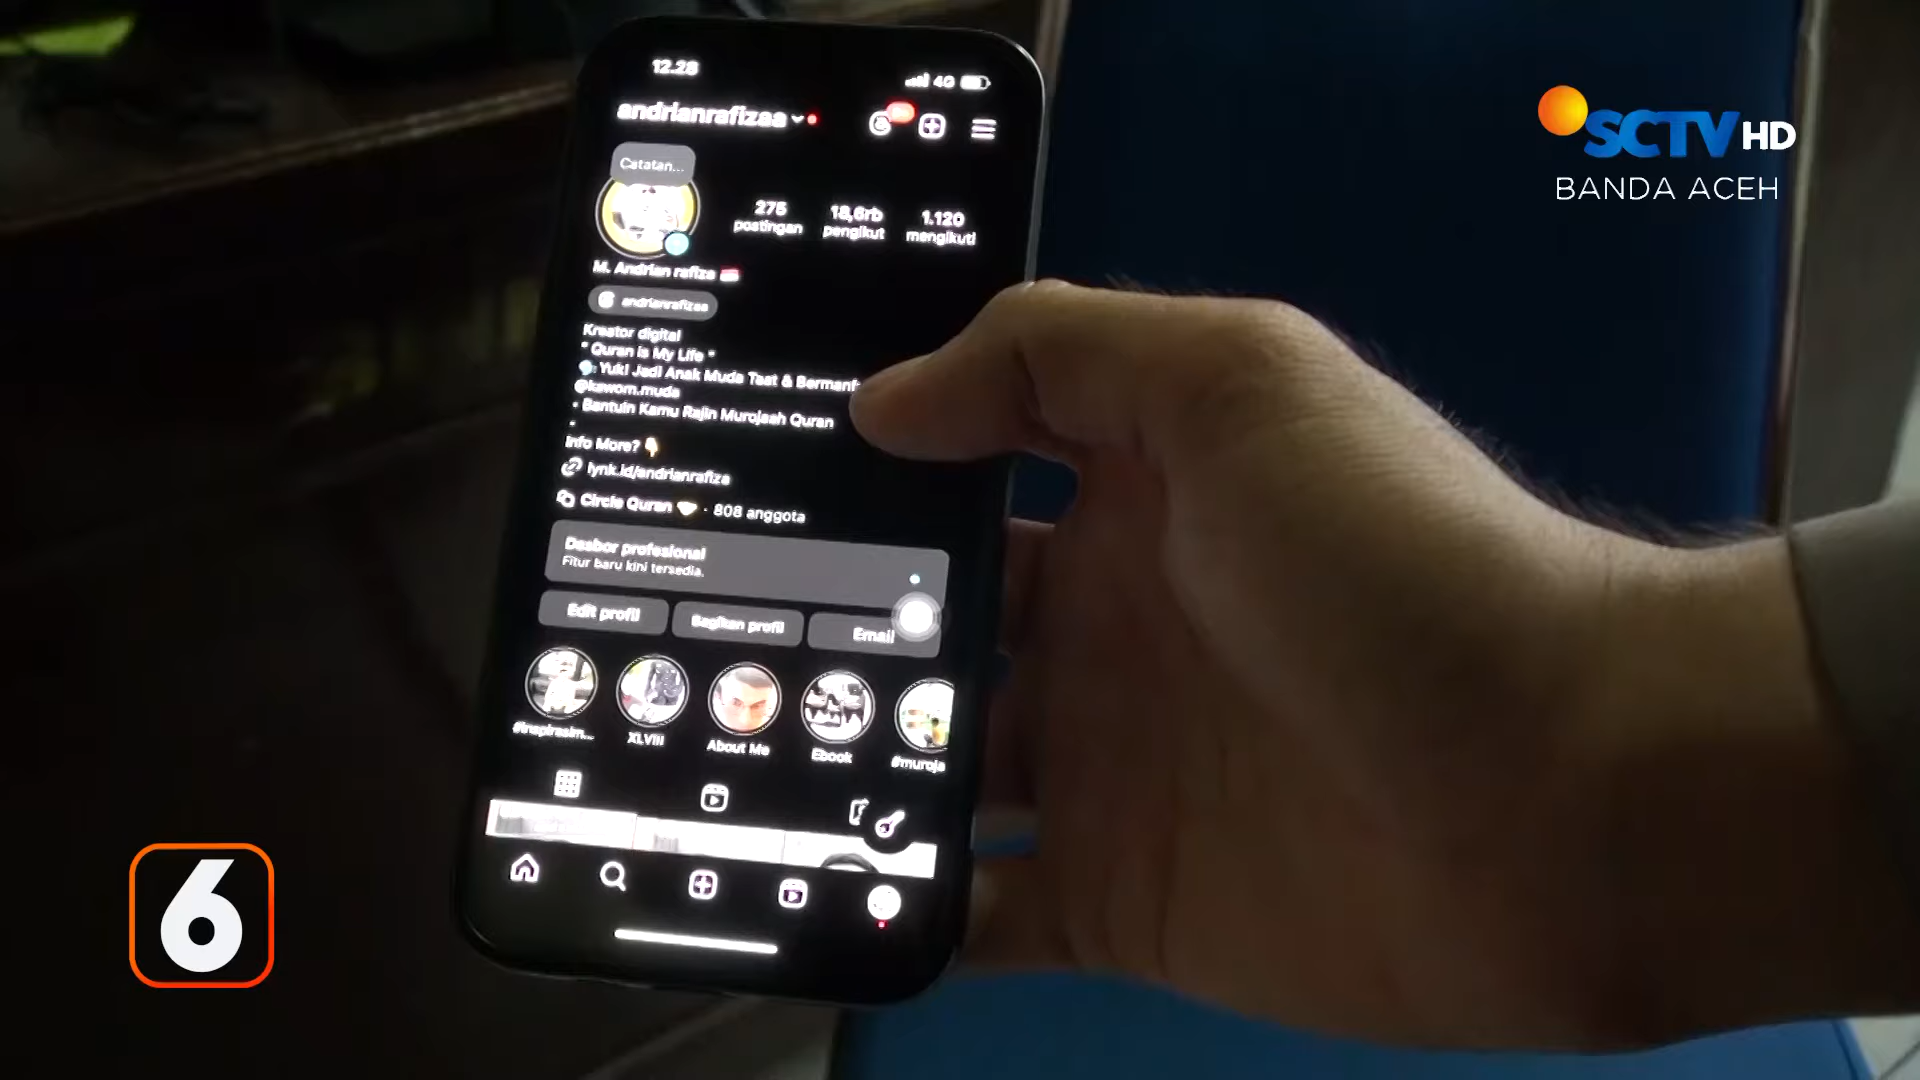 12.28
4G
andrianrafizaa
Catatan...
275
postingan
18,6rb
pengikut
1.120
mengikuti
M. Andrian rafiza
andrianrafizaa
Kreator digital
" Quran is My Life "
Yuk! Jadi Anak Muda Taat & Bermanf
@kawom.muda
• Bantuin Kamu Rajin Murojaah Quran
•
Info More? 👇
lynk.id/andrianrafiza
Circle Quran · 808 anggota
Dasbor profesional
Fitur baru kini tersedia.
Edit profil
Bagikan profil
Email
#inspirasim...
XLVIII
About Me
Ebook
#muroja
SCTV HD
BANDA ACEH
6